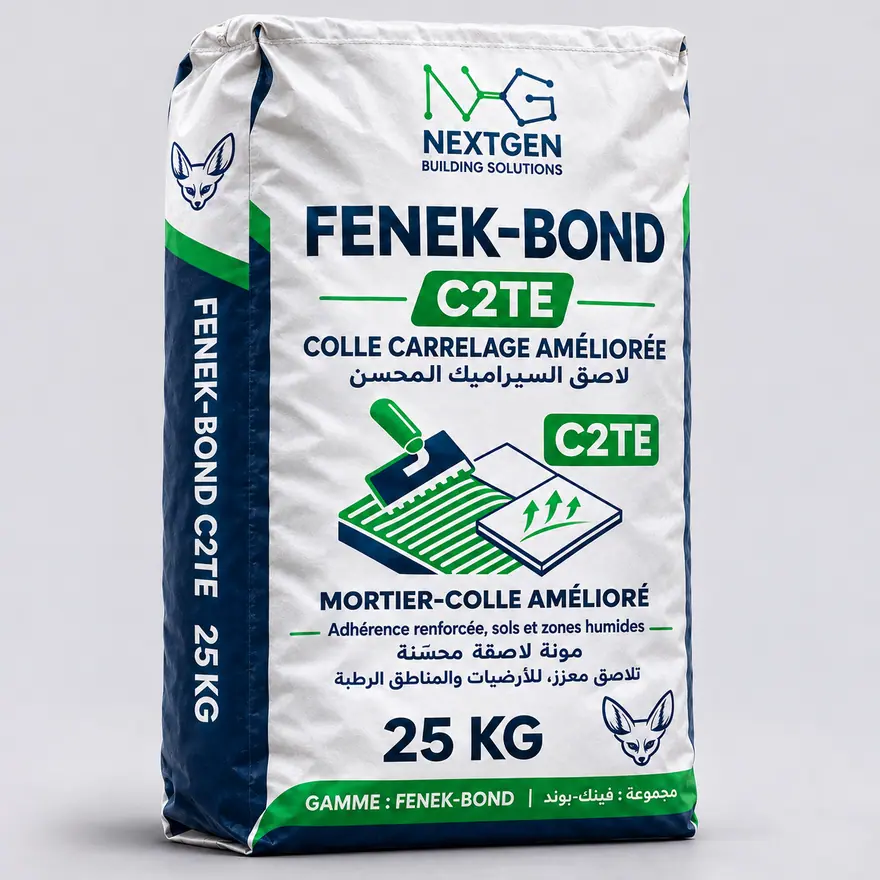 NG
NEXTGEN
BUILDING SOLUTIONS
FENEK-BOND
C2TE
COLLE CARRELAGE AMÉLIORÉE
لاصق السيراميك المحسن
C2TE
MORTIER-COLLE AMÉLIORÉ
Adhérence renforcée, sols et zones humides
مونة لاصقة محسّنة
تلاصق معزز، للأرضيات والمناطق الرطبة
25 KG
GAMME : FENEK-BOND | مجموعة : فينك-بوند
FENEK-BOND C2TE 25 KG